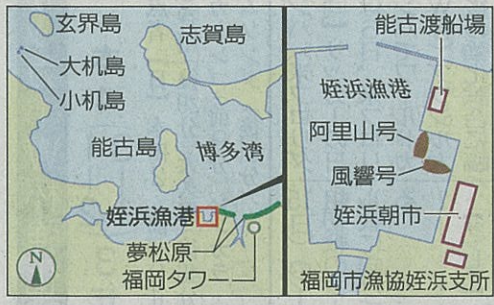 玄界島
志賀島
大机島
小机島
能古島
博多湾
姪浜漁港
夢松原
福岡タワー
N
能古渡船場
姪浜漁港
阿里山号
風響号
姪浜朝市
福岡市漁協姪浜支所